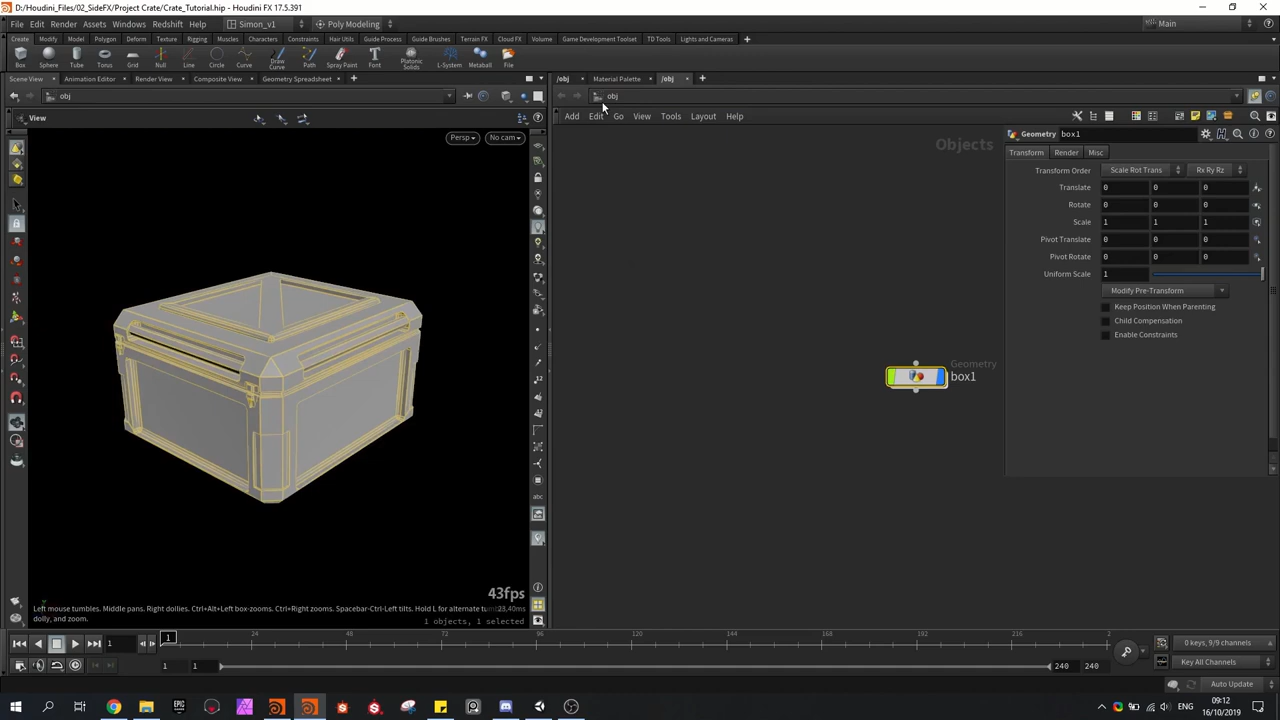 D:/Houdini_Files/02_SideFX/Project Crate/Crate_Tutorial.hip - Houdini FX 17.5.391
File Edit Render Assets Windows Redshift Help Simon_v1 Poly Modeling Main
Create Modify Model Polygon Deform Texture Rigging Muscles Characters Constraints Hair Utils Guide Process Guide Brushes Terrain FX Cloud FX Volume Game Development Toolset TD Tools Lights and Cameras
Box Sphere Tube Torus Grid Null Line Circle Draw Curve Path Spray Paint Font Platonic Solids L-System Metaball File
Scene View Animation Editor Render View Composite View Geometry Spreadsheet /obj Material Palette /obj
obj obj
View Add Edit Go View Tools Layout Help
Persp No cam Objects Geometry box1
Transform Render Misc
Transform Order Scale Rot Trans Rx Ry Rz
Translate 0 0 0
Rotate 0 0 0
Scale 1 1 1
Pivot Translate 0 0 0
Pivot Rotate 0 0 0
Uniform Scale 1
Modify Pre-Transform
Keep Position When Parenting
Child Compensation
Enable Constraints
Geometry
box1
abc
43fps
Left mouse tumbles. Middle pans. Right dollies. Ctrl+Alt+Left box-zooms. Ctrl+Right zooms. Spacebar-Ctrl-Left tilts. Hold L for alternate 23,40ms
dolly, and zoom. 1 objects, 1 selected
1 1 24 48 72 96 120 144 168 192 216 2 0 keys, 9/9 channels
1 1 240 240 Key All Channels
Auto Update
09:12
16/10/2019